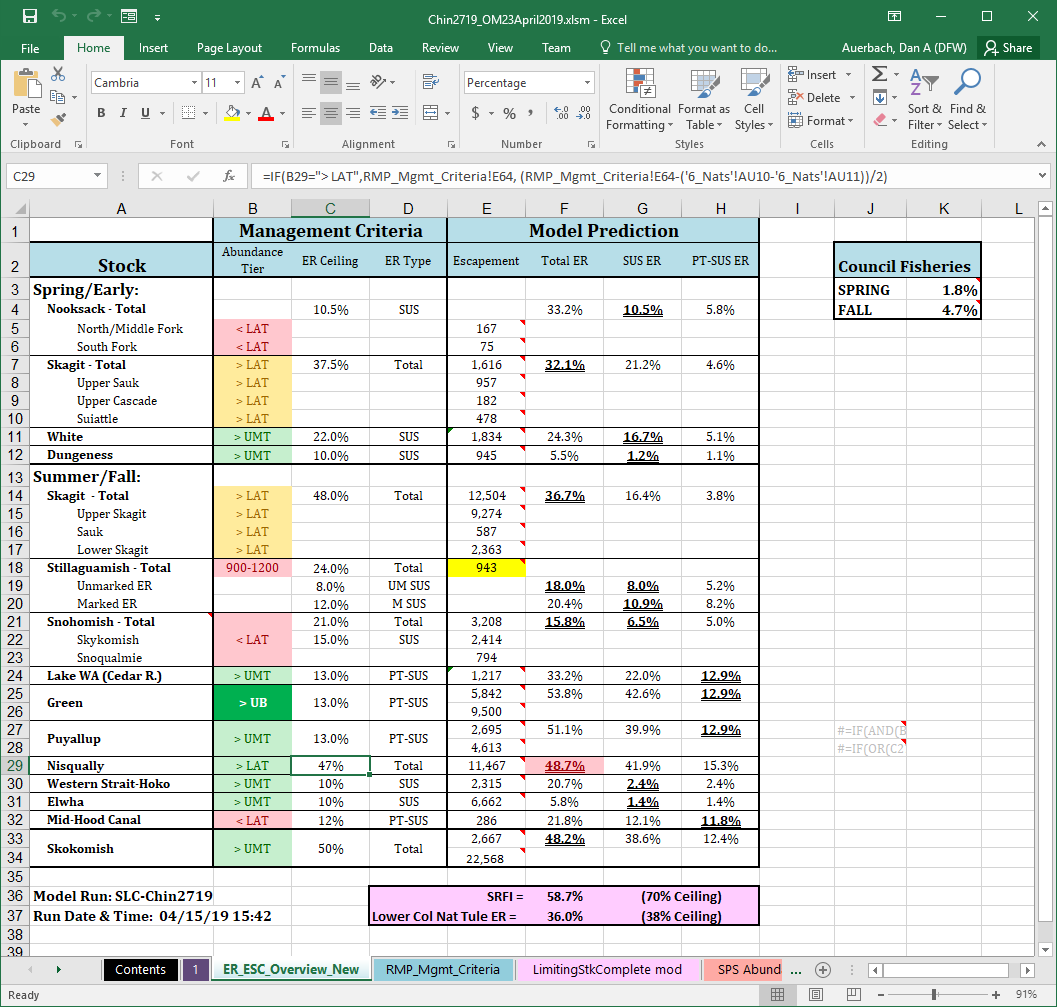 Chin2719_OM23April2019.xlsm - Excel
File Home Insert Page Layout Formulas Data Review View Team Tell me what you want to do... Auerbach, Dan A (DFW) Share
Paste Cambria 11 A A Percentage Conditional Formatting Format as Table Cell Styles Insert Delete Format Sort & Filter Find & Select
B I U A $ % ,
Clipboard Font Alignment Number Styles Cells Editing
C29 fx =IF(B29="> LAT",RMP_Mgmt_Criteria!E64, (RMP_Mgmt_Criteria!E64-('6_Nats'!AU10-'6_Nats'!AU11))/2)
A B C D E F G H I J K L
1 Management Criteria Model Prediction
2 Stock Abundance Tier ER Ceiling ER Type Escapement Total ER SUS ER PT-SUS ER Council Fisheries
3 Spring/Early: SPRING 1.8%
4 Nooksack - Total 10.5% SUS 33.2% 10.5% 5.8% FALL 4.7%
5 North/Middle Fork < LAT 167
6 South Fork < LAT 75
7 Skagit - Total > LAT 37.5% Total 1,616 32.1% 21.2% 4.6%
8 Upper Sauk > LAT 957
9 Upper Cascade > LAT 182
10 Suiattle > LAT 478
11 White > UMT 22.0% SUS 1,834 24.3% 16.7% 5.1%
12 Dungeness > UMT 10.0% SUS 945 5.5% 1.2% 1.1%
13 Summer/Fall:
14 Skagit - Total > LAT 48.0% Total 12,504 36.7% 16.4% 3.8%
15 Upper Skagit > LAT 9,274
16 Sauk > LAT 587
17 Lower Skagit > LAT 2,363
18 Stillaguamish - Total 900-1200 24.0% Total 943
19 Unmarked ER 8.0% UM SUS 18.0% 8.0% 5.2%
20 Marked ER 12.0% M SUS 20.4% 10.9% 8.2%
21 Snohomish - Total 21.0% Total 3,208 15.8% 6.5% 5.0%
22 Skykomish < LAT 15.0% SUS 2,414
23 Snoqualmie 794
24 Lake WA (Cedar R.) > UMT 13.0% PT-SUS 1,217 33.2% 22.0% 12.9%
25 5,842 53.8% 42.6% 12.9%
Green > UB 13.0% PT-SUS
26 9,500
27 2,695 51.1% 39.9% 12.9% #=IF(AND(B
Puyallup > UMT 13.0% PT-SUS
28 4,613 #=IF(OR(C2
29 Nisqually > LAT 47% Total 11,467 48.7% 41.9% 15.3%
30 Western Strait-Hoko > UMT 10% SUS 2,315 20.7% 2.4% 2.4%
31 Elwha > UMT 10% SUS 6,662 5.8% 1.4% 1.4%
32 Mid-Hood Canal < LAT 12% PT-SUS 286 21.8% 12.1% 11.8%
33 2,667 48.2% 38.6% 12.4%
Skokomish > UMT 50% Total
34 22,568
35
36 Model Run: SLC-Chin2719 SRFI = 58.7% (70% Ceiling)
37 Run Date & Time: 04/15/19 15:42 Lower Col Nat Tule ER = 36.0% (38% Ceiling)
38
39
Contents 1 ER_ESC_Overview_New RMP_Mgmt_Criteria LimitingStkComplete mod SPS Abund ...
Ready 91%